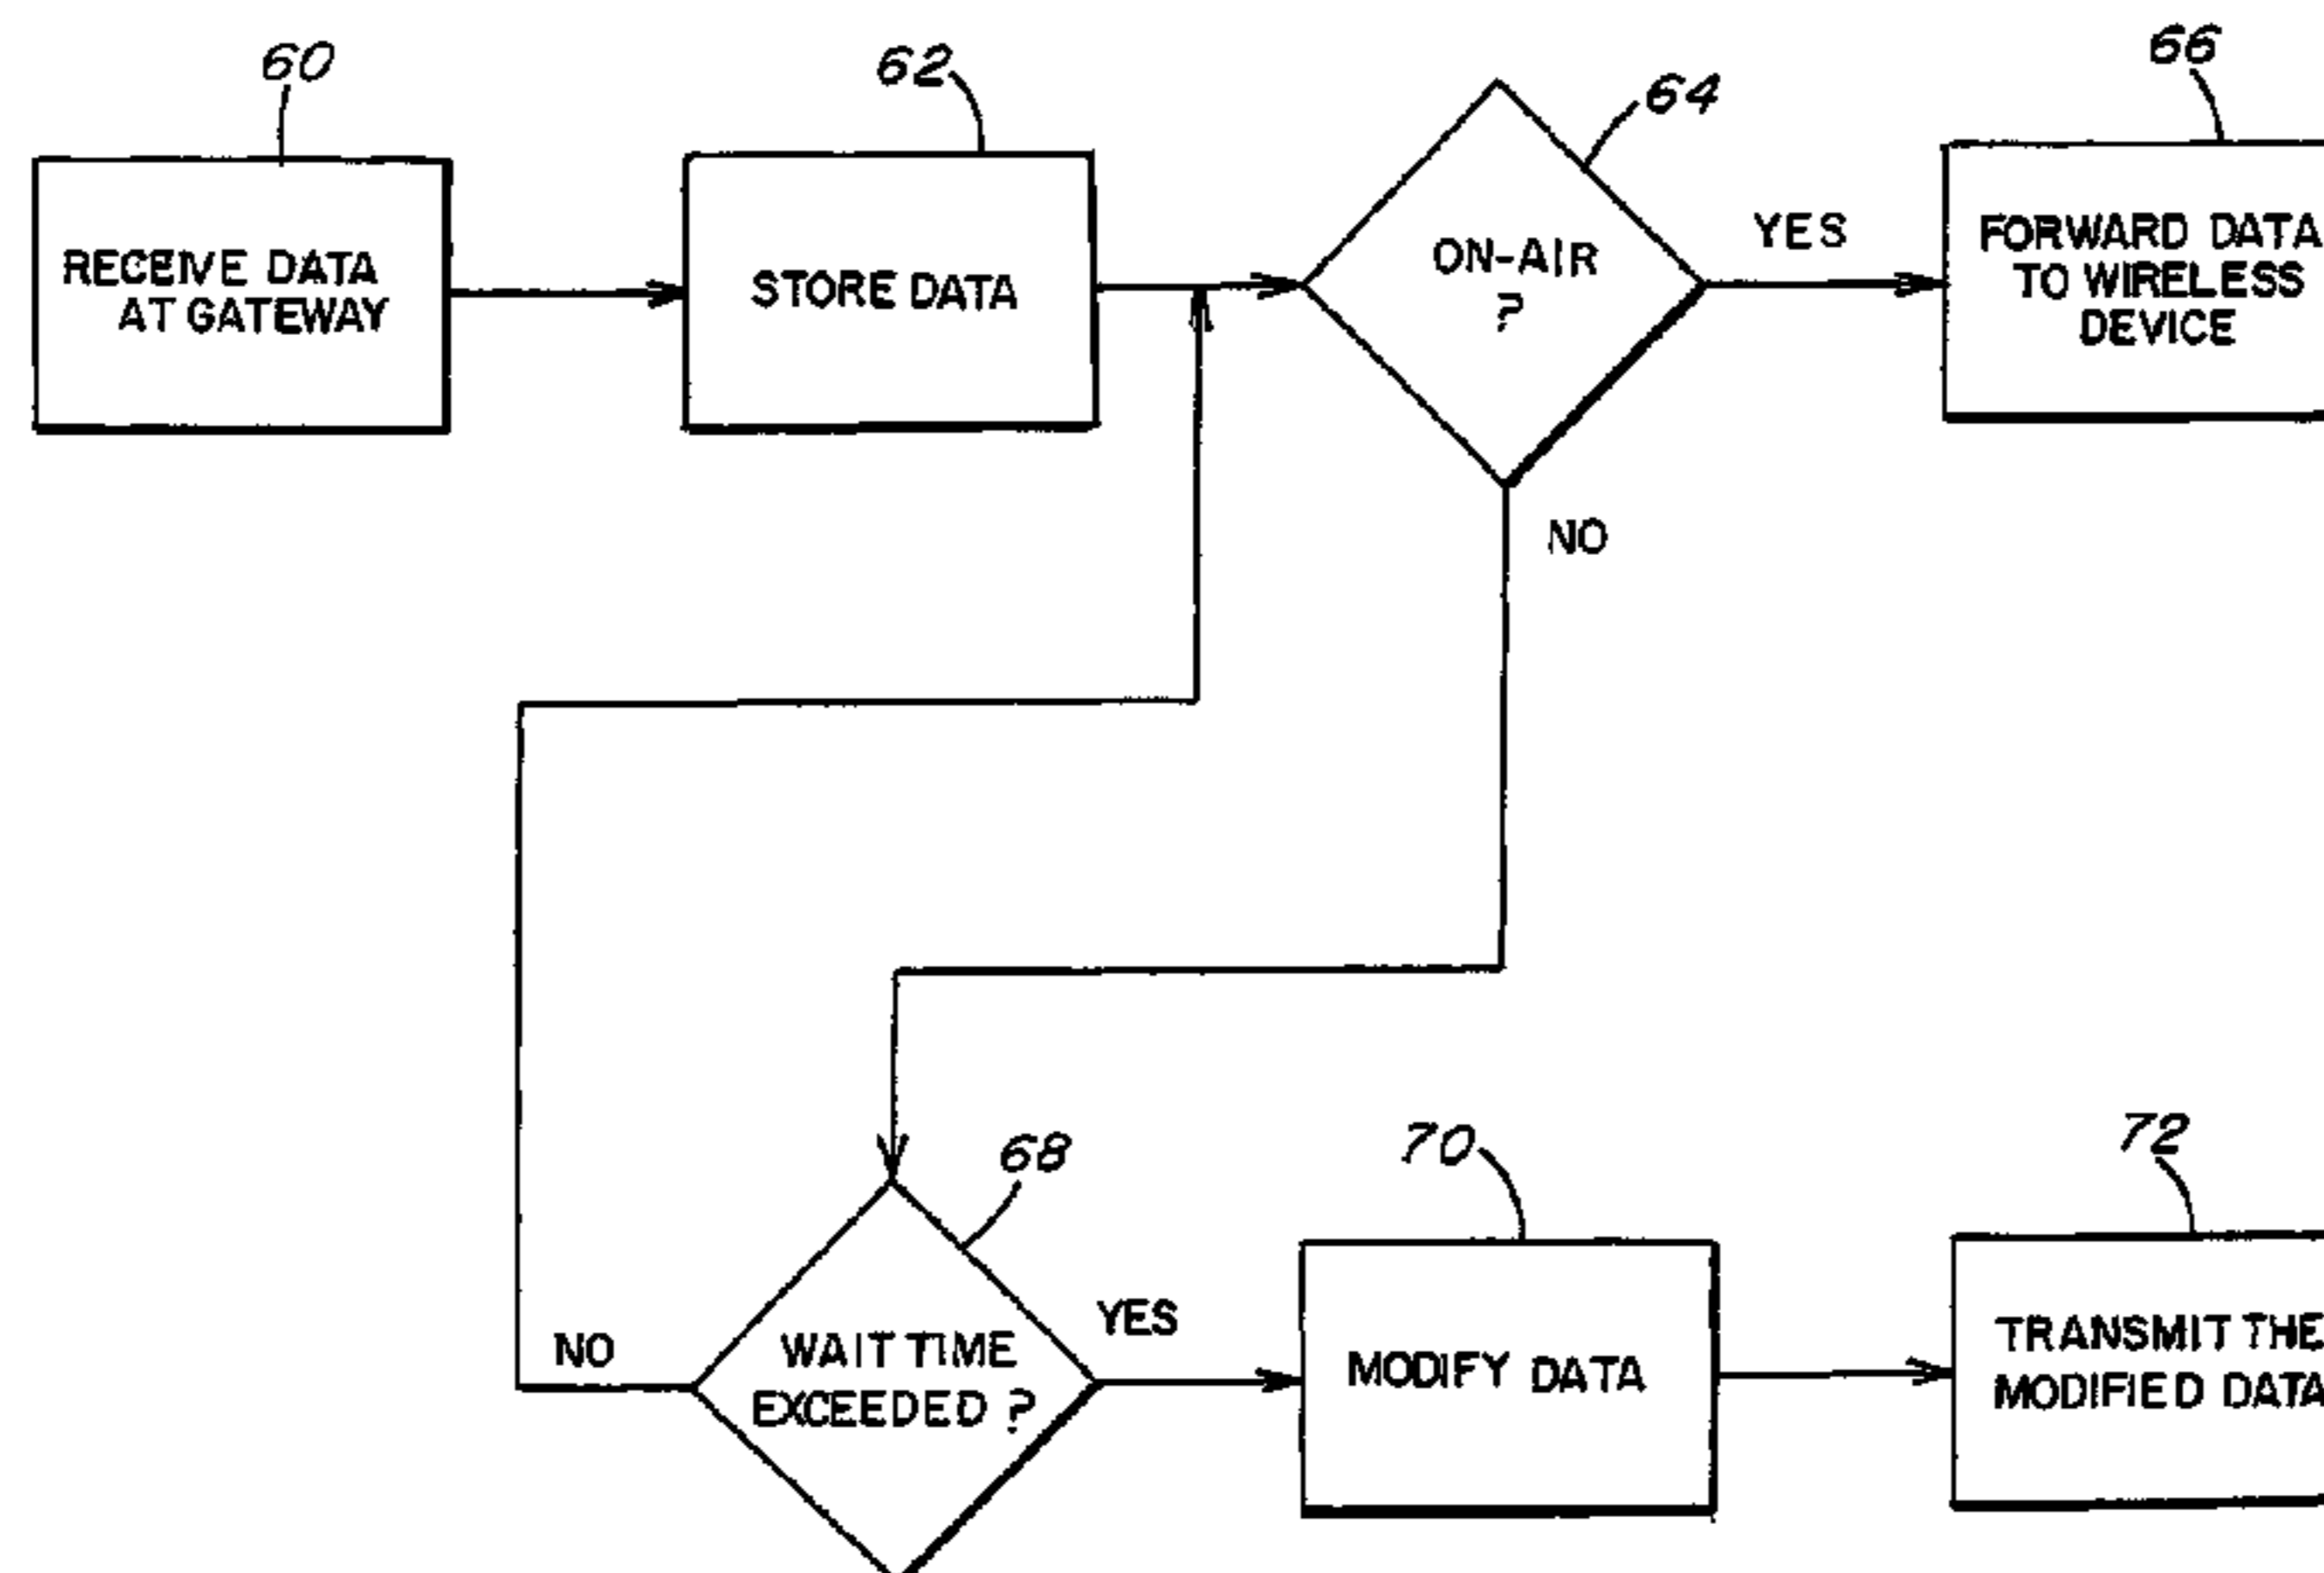 60
62
64
66
RECEIVE DATA
AT GATEWAY
STORE DATA
ON-AIR
?
YES
FORWARD DATA
TO WIRELESS
DEVICE
NO
68
70
72
NO
WAIT TIME
EXCEEDED ?
YES
MODIFY DATA
TRANSMIT THE
MODIFIED DATA